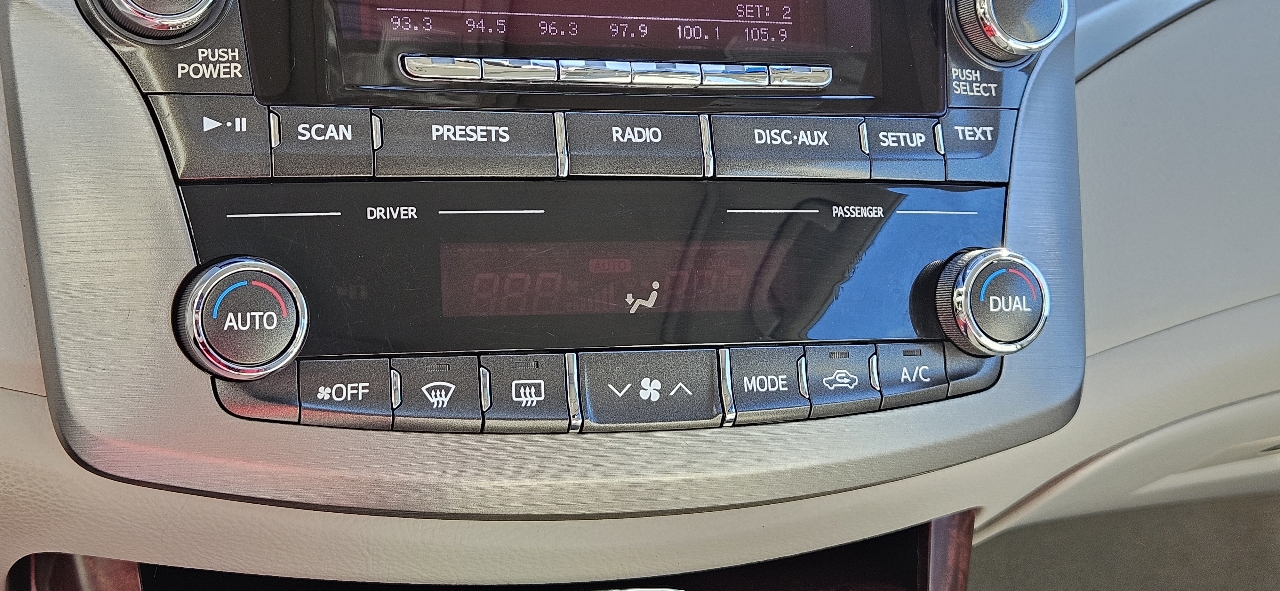 SET: 2
93.3 94.5 96.3 97.9 100.1 105.9
PUSH
POWER
PUSH
SELECT
SCAN PRESETS RADIO DISC·AUX SETUP TEXT
DRIVER PASSENGER
AUTO
AUTO DUAL
OFF MODE A/C